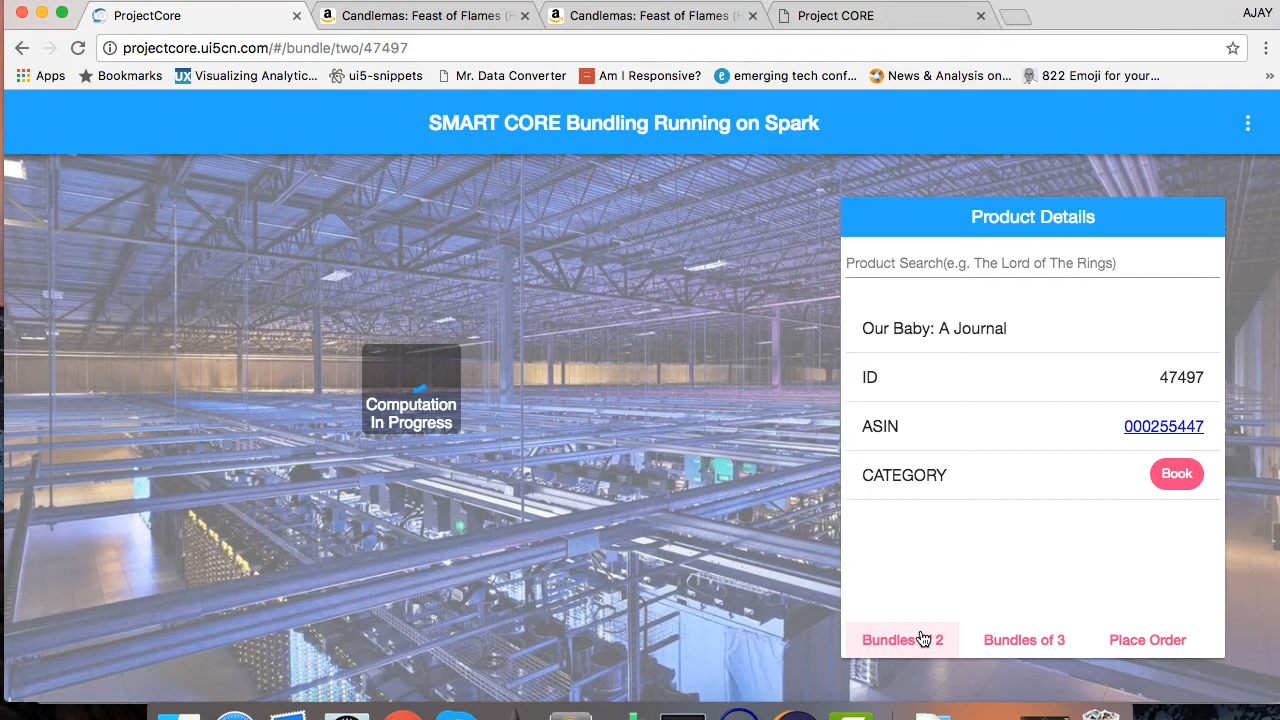 ProjectCore
Candlemas: Feast of Flames (H
Candlemas: Feast of Flames (H
Project CORE
AJAY
projectcore.ui5cn.com/#/bundle/two/47497
Apps
Bookmarks
UX Visualizing Analytic...
ui5-snippets
Mr. Data Converter
Am I Responsive?
emerging tech conf...
News & Analysis on...
822 Emoji for your...
»
SMART CORE Bundling Running on Spark
Product Details
Product Search(e.g. The Lord of The Rings)
Our Baby: A Journal
ID 47497
ASIN 000255447
CATEGORY Book
Computation
In Progress
Bundles 2
Bundles of 3
Place Order